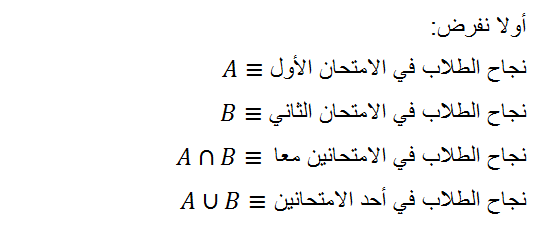 أولا نفرض:
نجاح الطلاب في الامتحان الأول ≡ A
نجاح الطلاب في الامتحان الثاني ≡ B
نجاح الطلاب في الامتحانين معا ≡ A ∩ B
نجاح الطلاب في أحد الامتحانين ≡ A ∪ B